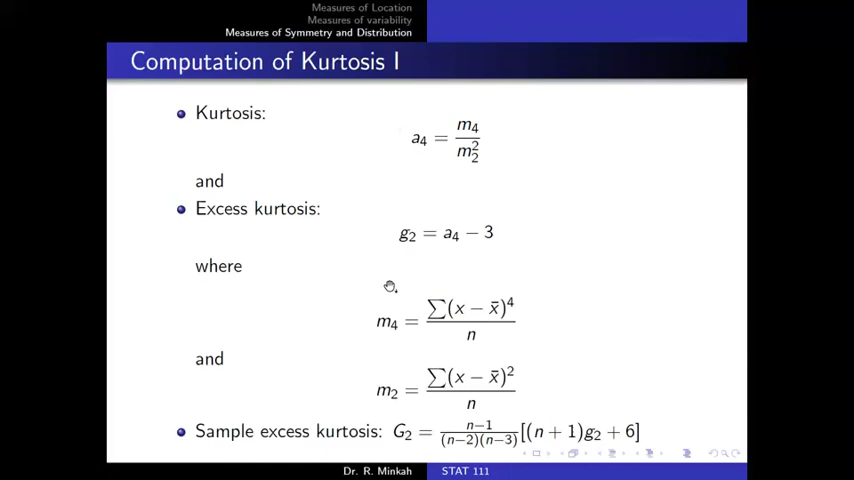 Measures of Location
Measures of variability
Measures of Symmetry and Distribution
Computation of Kurtosis I
Kurtosis:
a₄ = m₄ / m₂²
and
Excess kurtosis:
g₂ = a₄ − 3
where
m₄ = ∑(x − x̄)⁴ / n
and
m₂ = ∑(x − x̄)² / n
Sample excess kurtosis: G₂ = n−1 / (n−2)(n−3) [(n + 1)g₂ + 6]
Dr. R. Minkah STAT 111